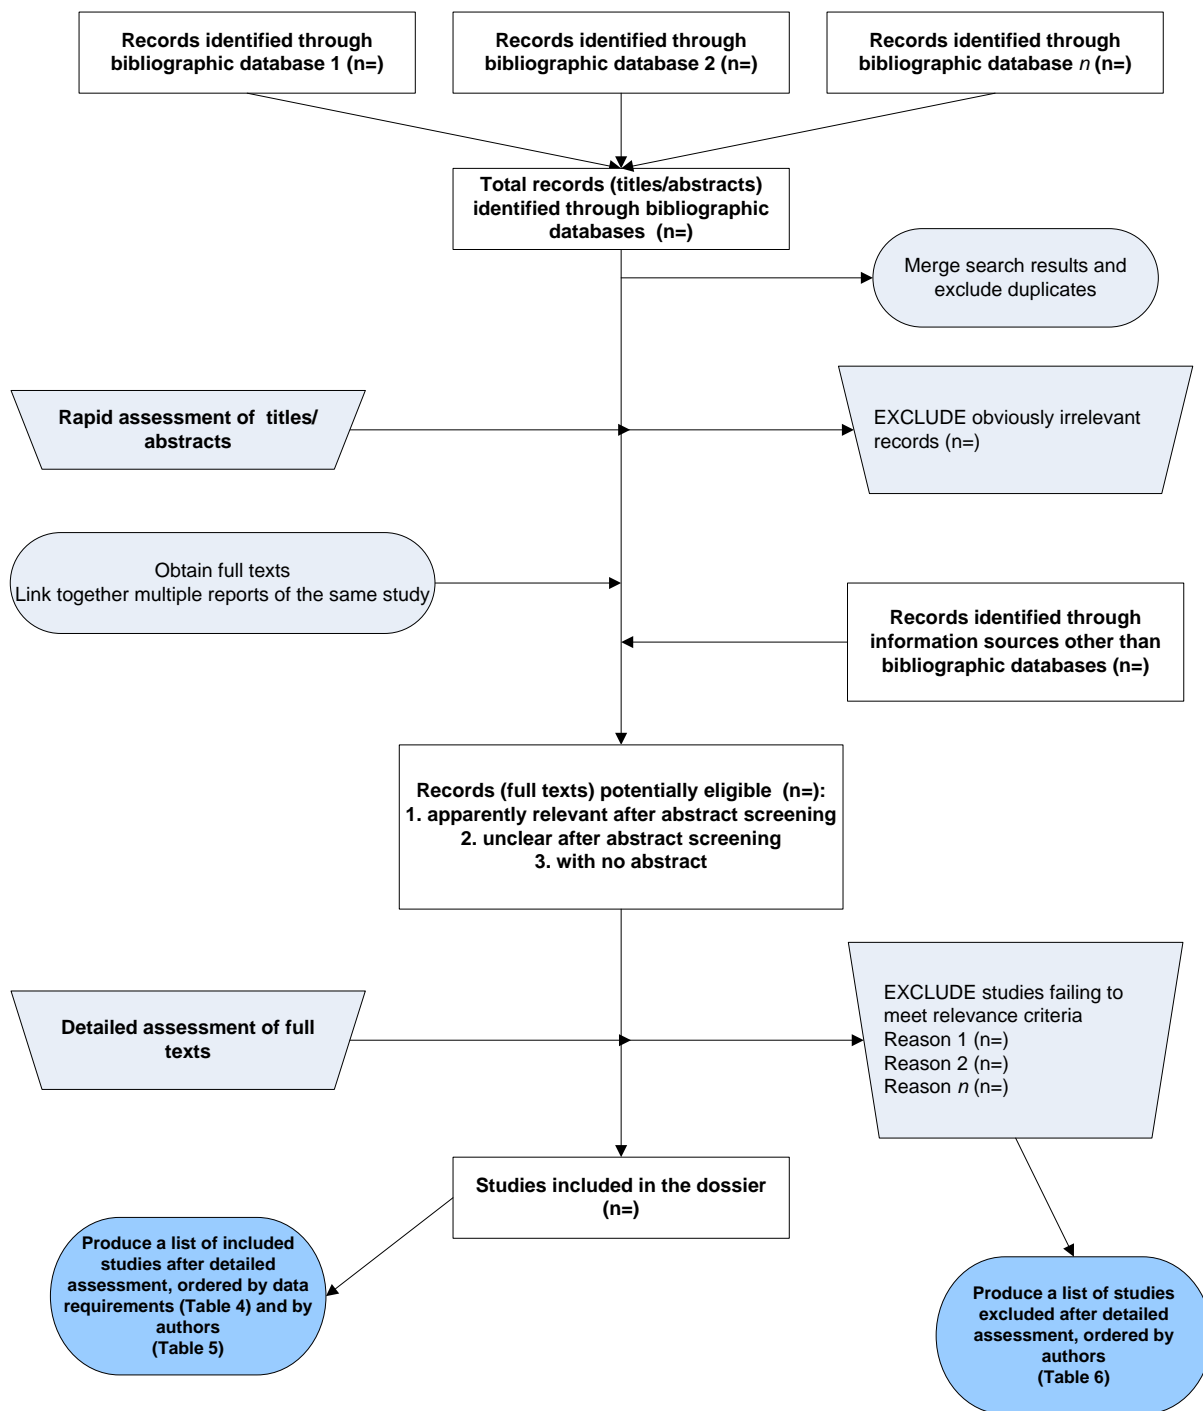 Records identified through
bibliographic database 1 (n=)
Records identified through
bibliographic database 2 (n=)
Records identified through
bibliographic database n (n=)
Total records (titles/abstracts)
identified through bibliographic
databases (n=)
Merge search results and
exclude duplicates
Rapid assessment of titles/
abstracts
EXCLUDE obviously irrelevant
records (n=)
Obtain full texts
Link together multiple reports of the same study
Records identified through
information sources other than
bibliographic databases (n=)
Records (full texts) potentially eligible (n=):
1. apparently relevant after abstract screening
2. unclear after abstract screening
3. with no abstract
Detailed assessment of full
texts
EXCLUDE studies failing to
meet relevance criteria
Reason 1 (n=)
Reason 2 (n=)
Reason n (n=)
Studies included in the dossier
(n=)
Produce a list of included
studies after detailed
assessment, ordered by data
requirements (Table 4) and by
authors
(Table 5)
Produce a list of studies
excluded after detailed
assessment, ordered by
authors
(Table 6)